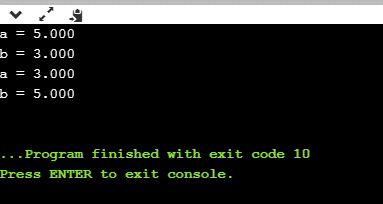 a = 5.000
b = 3.000
a = 3.000
b = 5.000
...Program finished with exit code 10
Press ENTER to exit console.